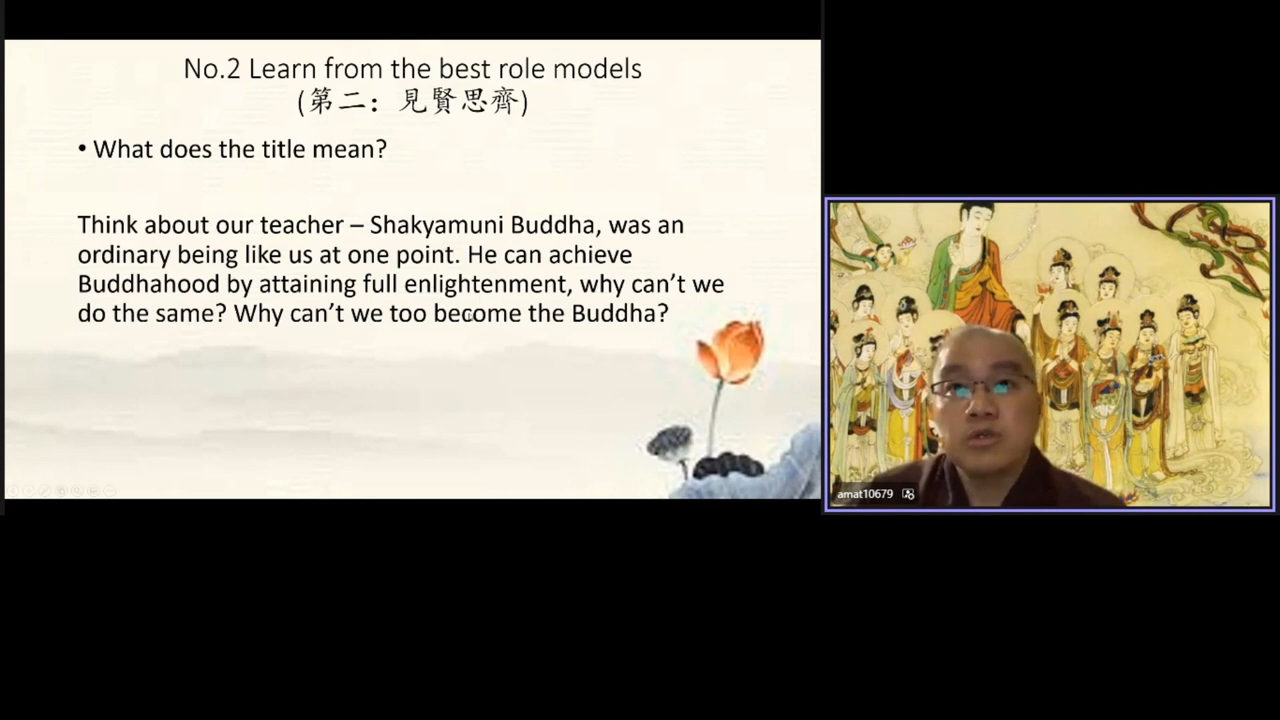 No.2 Learn from the best role models
(第二：見賢思齊)
• What does the title mean?
Think about our teacher – Shakyamuni Buddha, was an
ordinary being like us at one point. He can achieve
Buddhahood by attaining full enlightenment, why can't we
do the same? Why can't we too become the Buddha?
amat10679